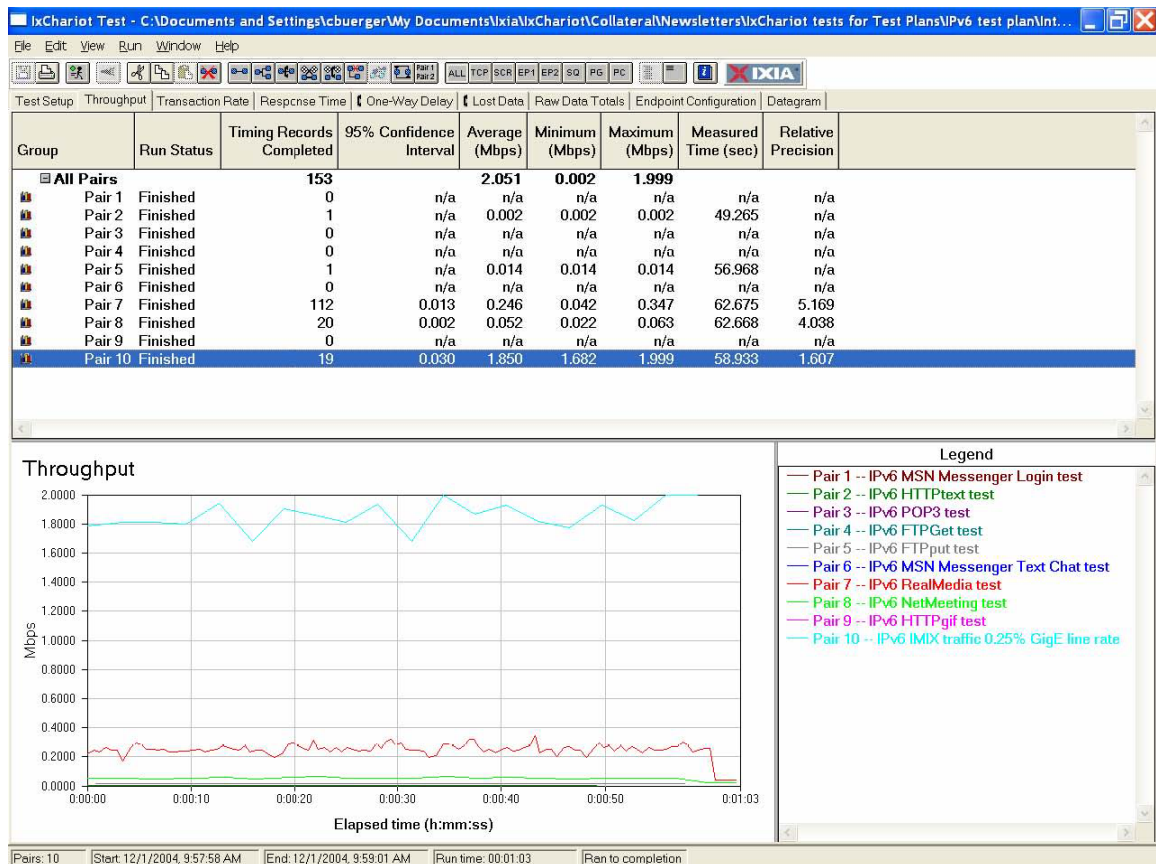 IxChariot Test - C:\Documents and Settings\cbuerger\My Documents\Ixia\IxChariot\Collateral\Newsletters\IxChariot tests for Test Plans\IPv6 test plan\Int...
File Edit View Run Window Help
Pair 1 Pair 2 ALL TCP SCR EP1 EP2 SQ PG PC i IXIA
Test Setup Throughput Transaction Rate Response Time One-Way Delay Lost Data Raw Data Totals Endpoint Configuration Datagram
Group Run Status Timing Records Completed 95% Confidence Interval Average (Mbps) Minimum (Mbps) Maximum (Mbps) Measured Time (sec) Relative Precision
All Pairs 153 2.051 0.002 1.999
Pair 1 Finished 0 n/a n/a n/a n/a n/a n/a
Pair 2 Finished 1 n/a 0.002 0.002 0.002 49.265 n/a
Pair 3 Finished 0 n/a n/a n/a n/a n/a n/a
Pair 4 Finished 0 n/a n/a n/a n/a n/a n/a
Pair 5 Finished 1 n/a 0.014 0.014 0.014 56.968 n/a
Pair 6 Finished 0 n/a n/a n/a n/a n/a n/a
Pair 7 Finished 112 0.013 0.246 0.042 0.347 62.675 5.169
Pair 8 Finished 20 0.002 0.052 0.022 0.063 62.668 4.038
Pair 9 Finished 0 n/a n/a n/a n/a n/a n/a
Pair 10 Finished 19 0.030 1.850 1.682 1.999 58.933 1.607
Throughput
2.0000
1.8000
1.6000
1.4000
1.2000
1.0000
0.8000
0.6000
0.4000
0.2000
0.0000
Mbps
0:00:00 0:00:10 0:00:20 0:00:30 0:00:40 0:00:50 0:01:03
Elapsed time (h:mm:ss)
Legend
Pair 1 -- IPv6 MSN Messenger Login test
Pair 2 -- IPv6 HTTPtext test
Pair 3 -- IPv6 POP3 test
Pair 4 -- IPv6 FTPGet test
Pair 5 -- IPv6 FTPput test
Pair 6 -- IPv6 MSN Messenger Text Chat test
Pair 7 -- IPv6 RealMedia test
Pair 8 -- IPv6 NetMeeting test
Pair 9 -- IPv6 HTTPgif test
Pair 10 -- IPv6 IMIX traffic 0.25% GigE line rate
Pairs: 10 Start: 12/1/2004, 9:57:58 AM End: 12/1/2004, 9:59:01 AM Run time: 00:01:03 Ran to completion